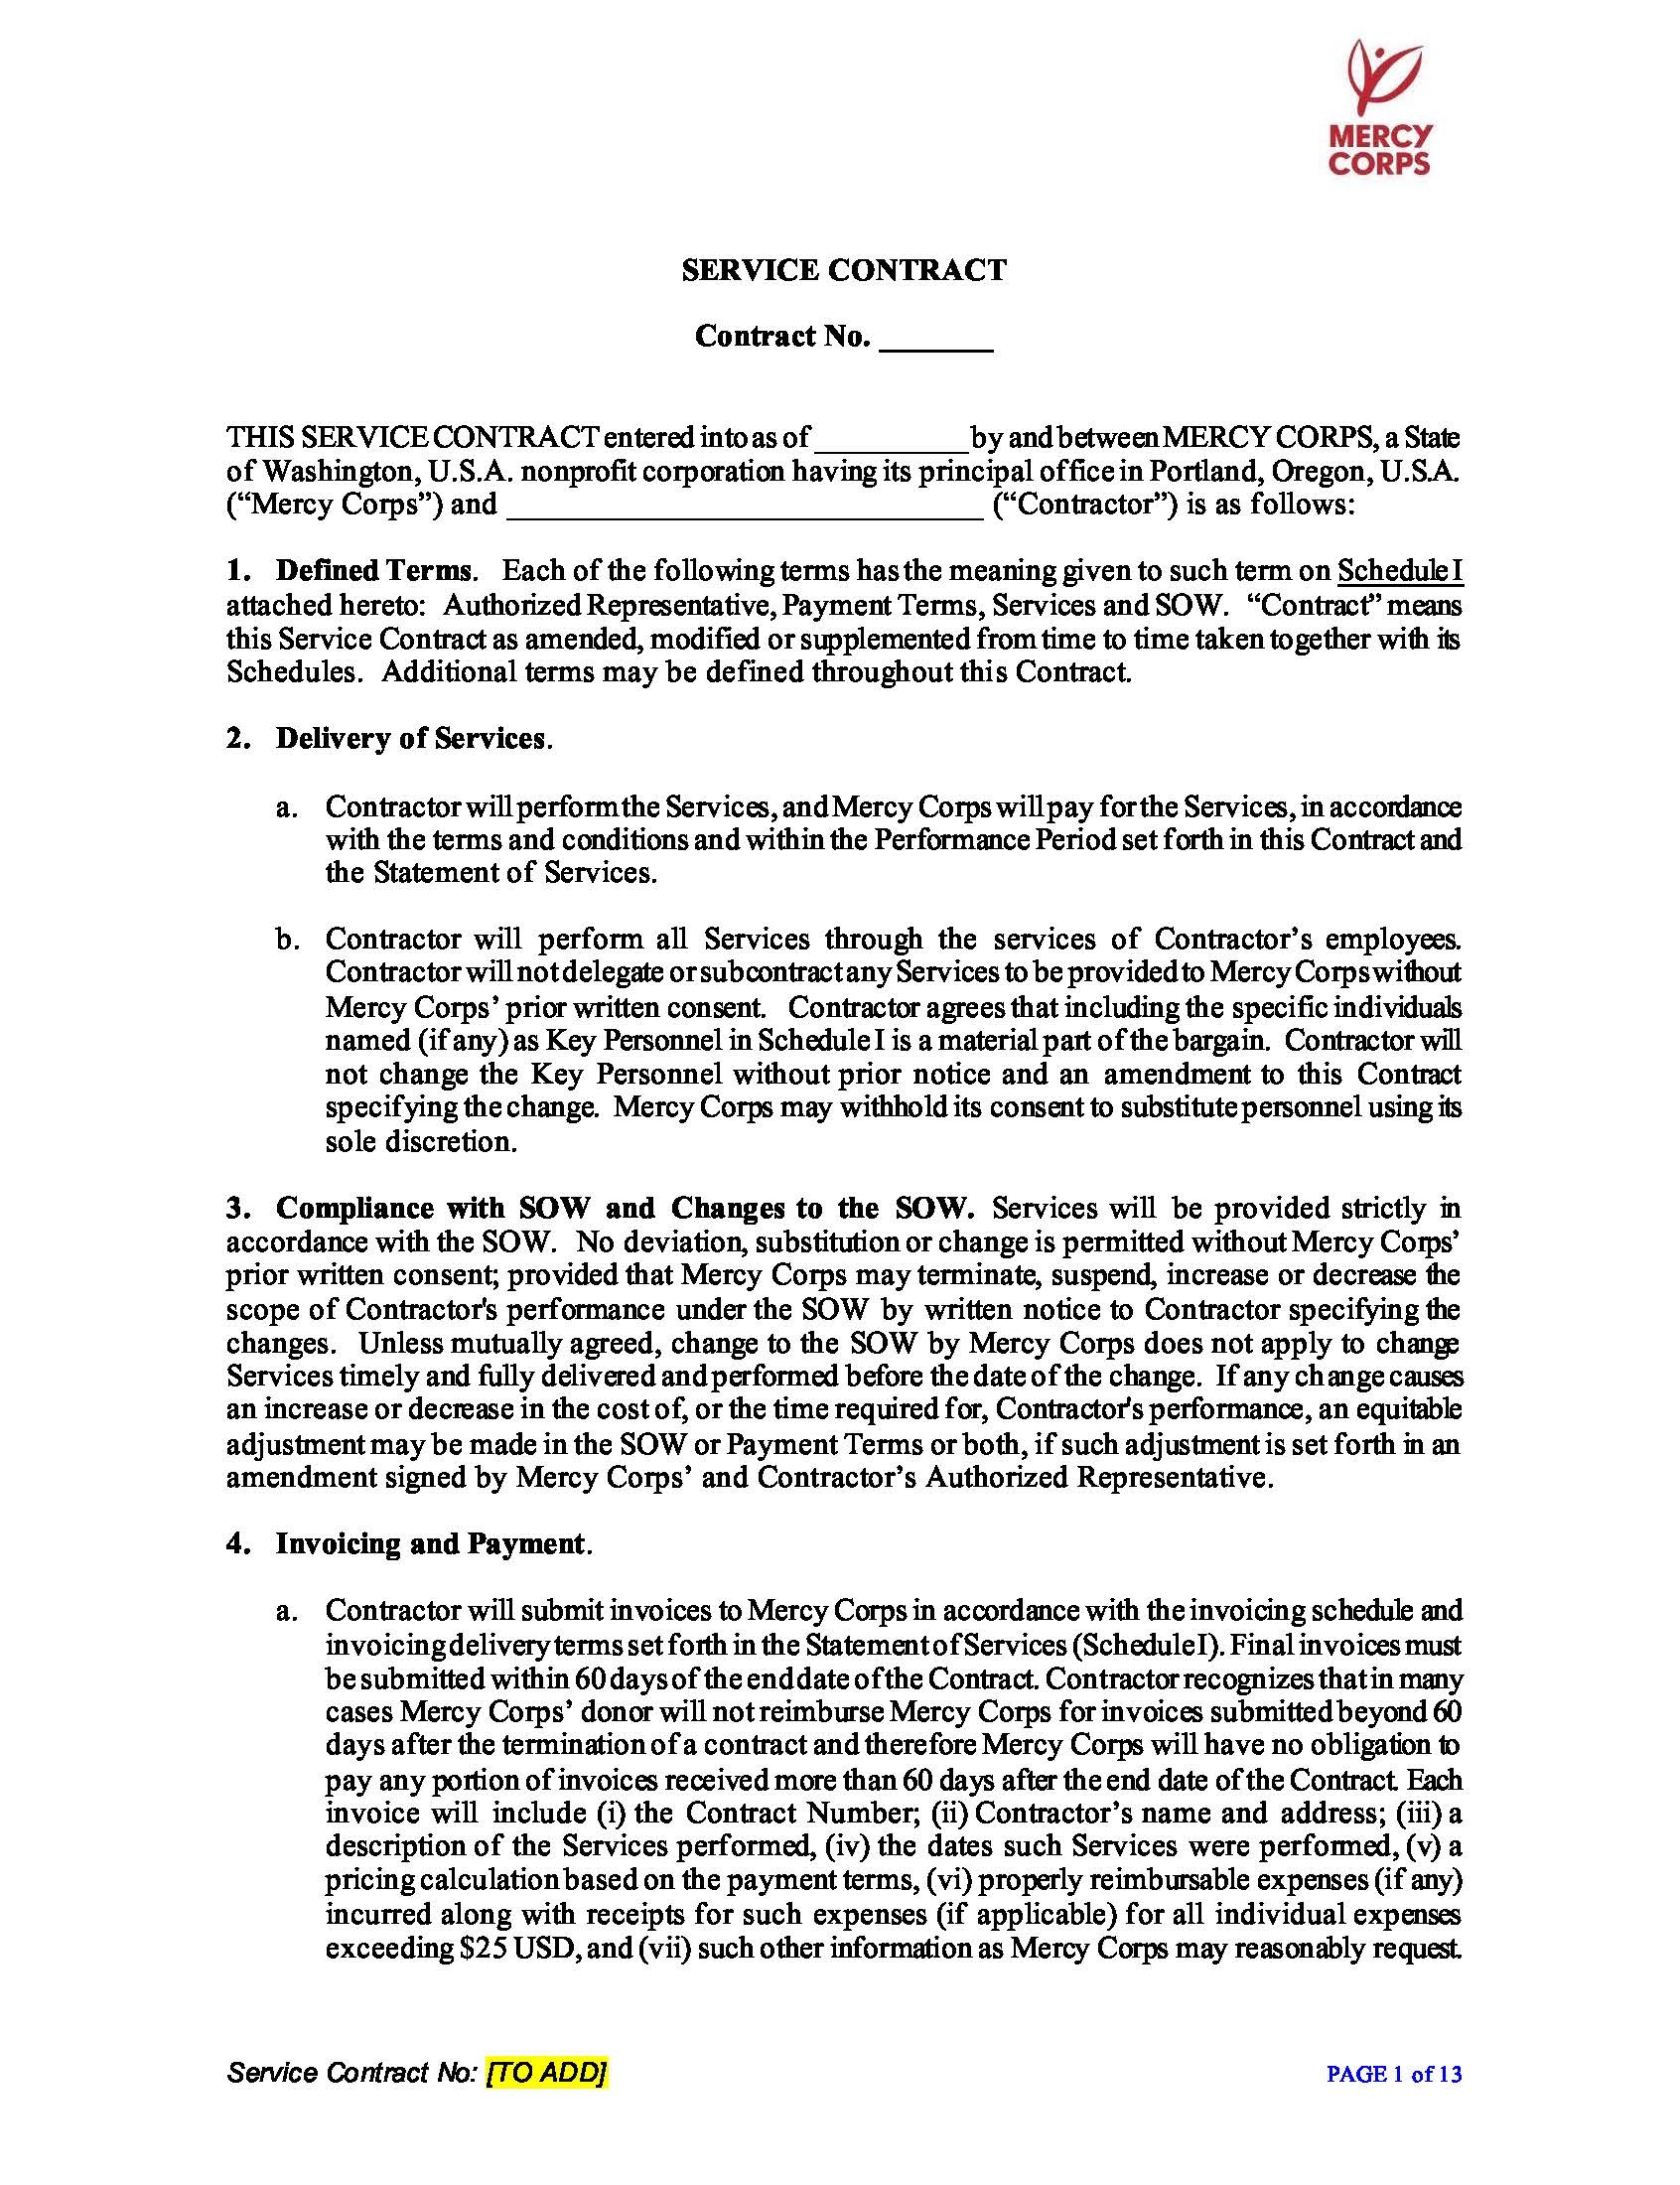 MERCY
CORPS
SERVICE CONTRACT
Contract No. _______
THIS SERVICE CONTRACT entered into as of __________ by and between MERCY CORPS, a State
of Washington, U.S.A. nonprofit corporation having its principal office in Portland, Oregon, U.S.A.
(“Mercy Corps”) and _______________________________ (“Contractor”) is as follows:
1. Defined Terms. Each of the following terms has the meaning given to such term on Schedule I
attached hereto: Authorized Representative, Payment Terms, Services and SOW. “Contract” means
this Service Contract as amended, modified or supplemented from time to time taken together with its
Schedules. Additional terms may be defined throughout this Contract.
2. Delivery of Services.
a. Contractor will perform the Services, and Mercy Corps will pay for the Services, in accordance
with the terms and conditions and within the Performance Period set forth in this Contract and
the Statement of Services.
b. Contractor will perform all Services through the services of Contractor’s employees.
Contractor will not delegate or subcontract any Services to be provided to Mercy Corps without
Mercy Corps’ prior written consent. Contractor agrees that including the specific individuals
named (if any) as Key Personnel in Schedule I is a material part of the bargain. Contractor will
not change the Key Personnel without prior notice and an amendment to this Contract
specifying the change. Mercy Corps may withhold its consent to substitute personnel using its
sole discretion.
3. Compliance with SOW and Changes to the SOW. Services will be provided strictly in
accordance with the SOW. No deviation, substitution or change is permitted without Mercy Corps’
prior written consent; provided that Mercy Corps may terminate, suspend, increase or decrease the
scope of Contractor's performance under the SOW by written notice to Contractor specifying the
changes. Unless mutually agreed, change to the SOW by Mercy Corps does not apply to change
Services timely and fully delivered and performed before the date of the change. If any change causes
an increase or decrease in the cost of, or the time required for, Contractor's performance, an equitable
adjustment may be made in the SOW or Payment Terms or both, if such adjustment is set forth in an
amendment signed by Mercy Corps’ and Contractor’s Authorized Representative.
4. Invoicing and Payment.
a. Contractor will submit invoices to Mercy Corps in accordance with the invoicing schedule and
invoicing delivery terms set forth in the Statement of Services (Schedule I). Final invoices must
be submitted within 60 days of the end date of the Contract. Contractor recognizes that in many
cases Mercy Corps’ donor will not reimburse Mercy Corps for invoices submitted beyond 60
days after the termination of a contract and therefore Mercy Corps will have no obligation to
pay any portion of invoices received more than 60 days after the end date of the Contract. Each
invoice will include (i) the Contract Number; (ii) Contractor’s name and address; (iii) a
description of the Services performed, (iv) the dates such Services were performed, (v) a
pricing calculation based on the payment terms, (vi) properly reimbursable expenses (if any)
incurred along with receipts for such expenses (if applicable) for all individual expenses
exceeding $25 USD, and (vii) such other information as Mercy Corps may reasonably request.
Service Contract No: [TO ADD]
PAGE 1 of 13